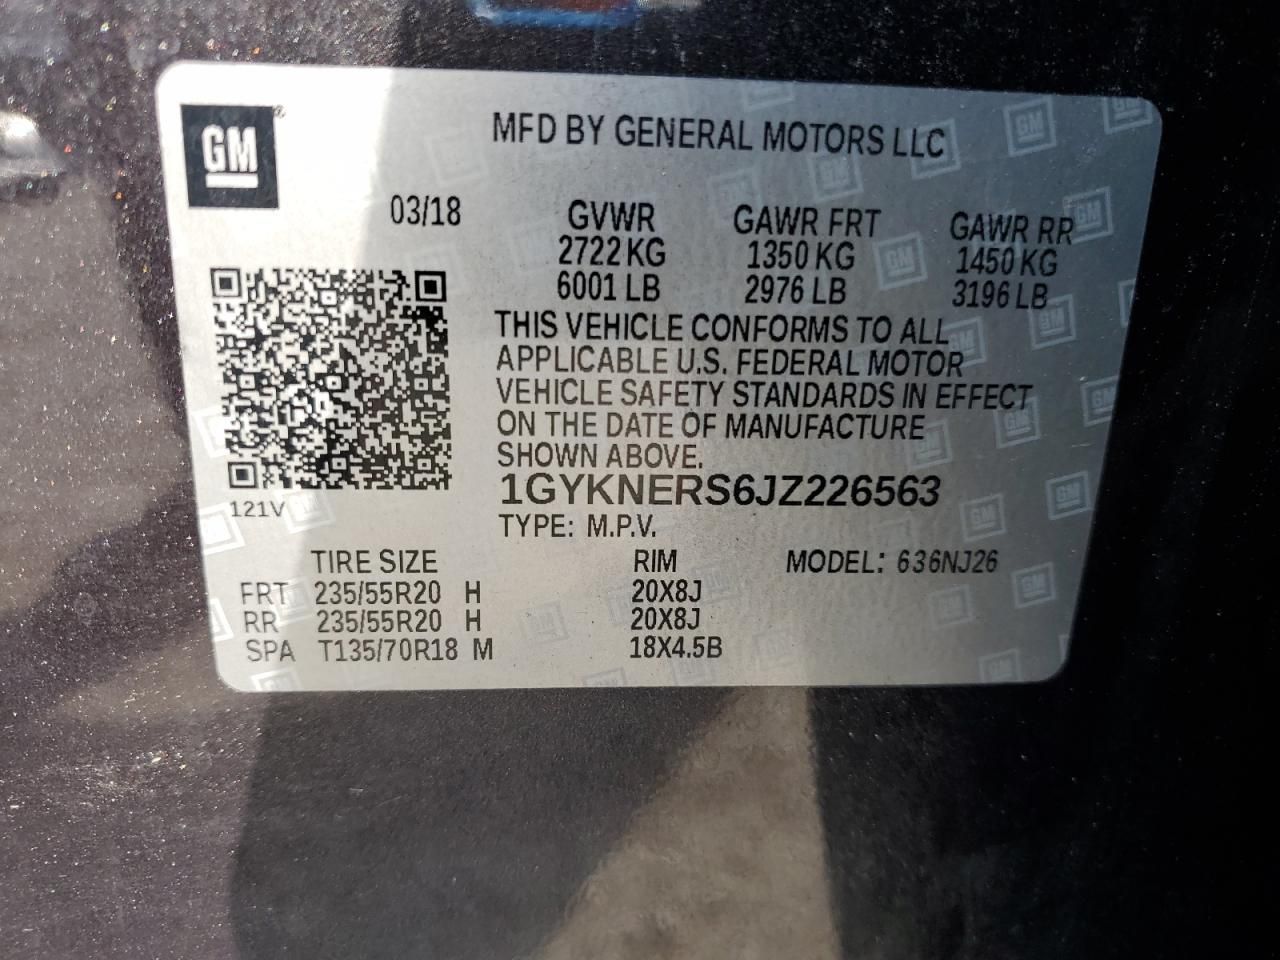 GM
MFD BY GENERAL MOTORS LLC
03/18
GVWR GAWR FRT GAWR RR
2722 KG 1350 KG 1450 KG
6001 LB 2976 LB 3196 LB
THIS VEHICLE CONFORMS TO ALL
APPLICABLE U.S. FEDERAL MOTOR
VEHICLE SAFETY STANDARDS IN EFFECT
ON THE DATE OF MANUFACTURE
SHOWN ABOVE.
121V
1GYKNERS6JZ226563
TYPE: M.P.V.
TIRE SIZE RIM MODEL: 636NJ26
FRT 235/55R20 H 20X8J
RR 235/55R20 H 20X8J
SPA T135/70R18 M 18X4.5B